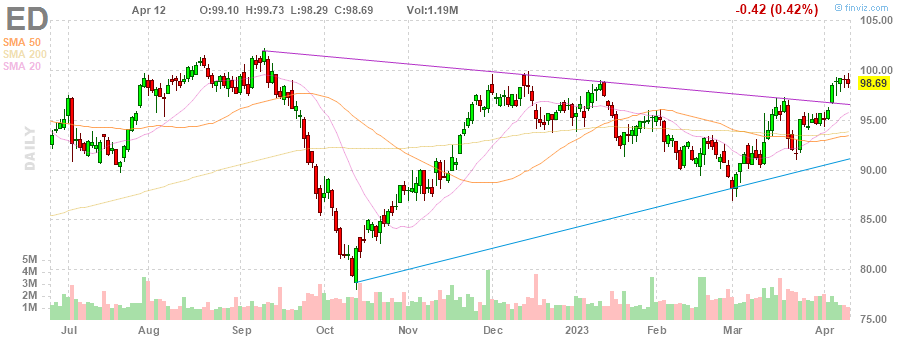 ED Apr 12 O:99.10 H:99.73 L:98.29 C:98.69 Vol:1.19M -0.42 (0.42%) © finviz.com
SMA 50
SMA 200
SMA 20
DAILY
105.00
100.00
98.69
95.00
90.00
85.00
80.00
75.00
5M
4M
3M
2M
1M
Jul Aug Sep Oct Nov Dec 2023 Feb Mar Apr